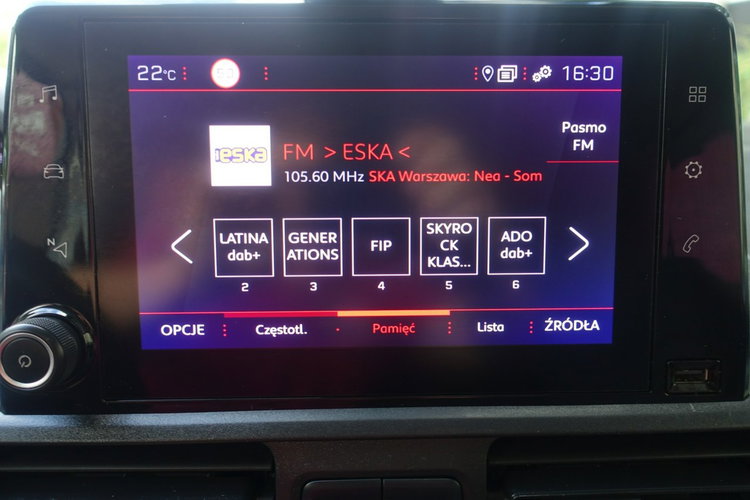 22°C
16:30
Pasmo
FM
eska
FM > ESKA <
105.60 MHz SKA Warszawa: Nea - Som
LATINA
dab+
2
GENER
ATIONS
3
FIP
4
SKYRO
CK
KLAS...
5
ADO
dab+
6
OPCJE
Częstotl.
Pamięć
Lista
ŹRÓDŁA
N